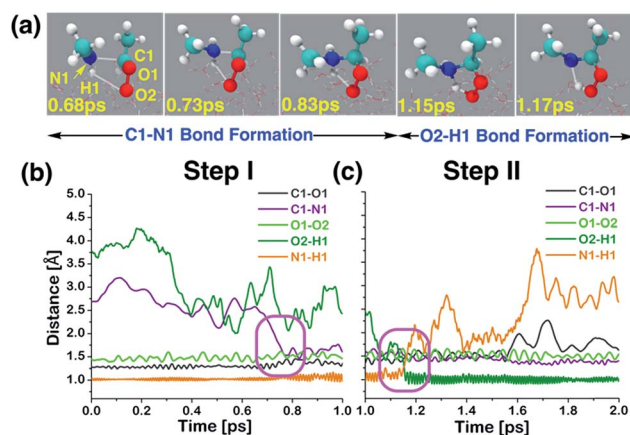 (a)
C1
O1
O2
N1
H1
0.68ps
0.73ps
0.83ps
1.15ps
1.17ps
C1-N1 Bond Formation
O2-H1 Bond Formation
(b)
Step I
(c)
Step II
Distance [Å]
5.0
4.5
4.0
3.5
3.0
2.5
2.0
1.5
1.0
C1-O1
C1-N1
O1-O2
O2-H1
N1-H1
0.0
0.2
0.4
0.6
0.8
1.0
Time [ps]
C1-O1
C1-N1
O1-O2
O2-H1
N1-H1
1.0
1.2
1.4
1.6
1.8
2.0
Time [ps]